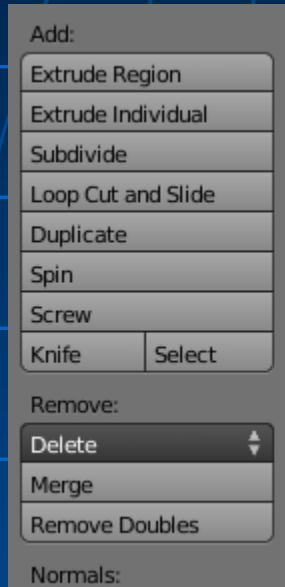 Add:
Extrude Region
Extrude Individual
Subdivide
Loop Cut and Slide
Duplicate
Spin
Screw
Knife Select
Remove:
Delete
Merge
Remove Doubles
Normals: